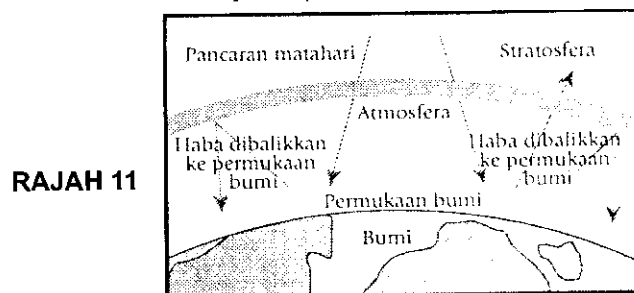 Pancaran matahari
Stratosfera
Atmosfera
Haba dibalikkan
ke permukaan
bumi
Haba dibalikkan
ke permukaan
bumi
RAJAH 11
Permukaan bumi
Bumi